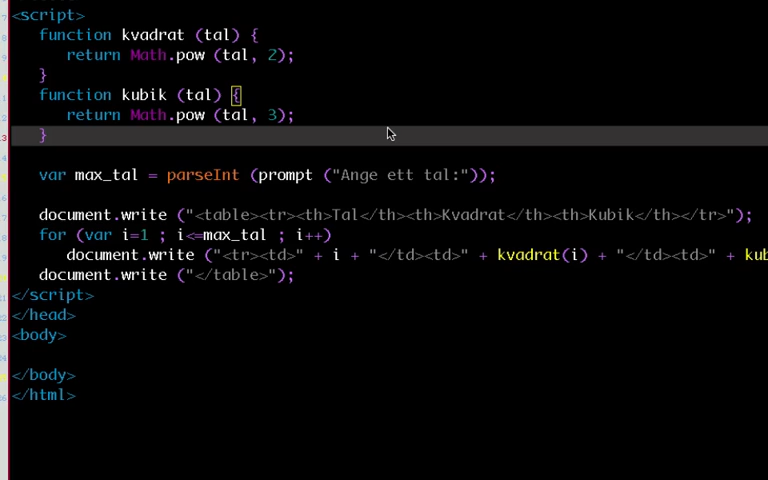 <script>
function kvadrat (tal) {
return Math.pow (tal, 2);
}
function kubik (tal) {
return Math.pow (tal, 3);
}
var max_tal = parseInt (prompt ("Ange ett tal:"));
document.write ("<table><tr><th>Tal</th><th>Kvadrat</th><th>Kubik</th></tr>");
for (var i=1 ; i<=max_tal ; i++)
document.write ("<tr><td>" + i + "</td><td>" + kvadrat(i) + "</td><td>" + kub
document.write ("</table>");
</script>
</head>
<body>
</body>
</html>